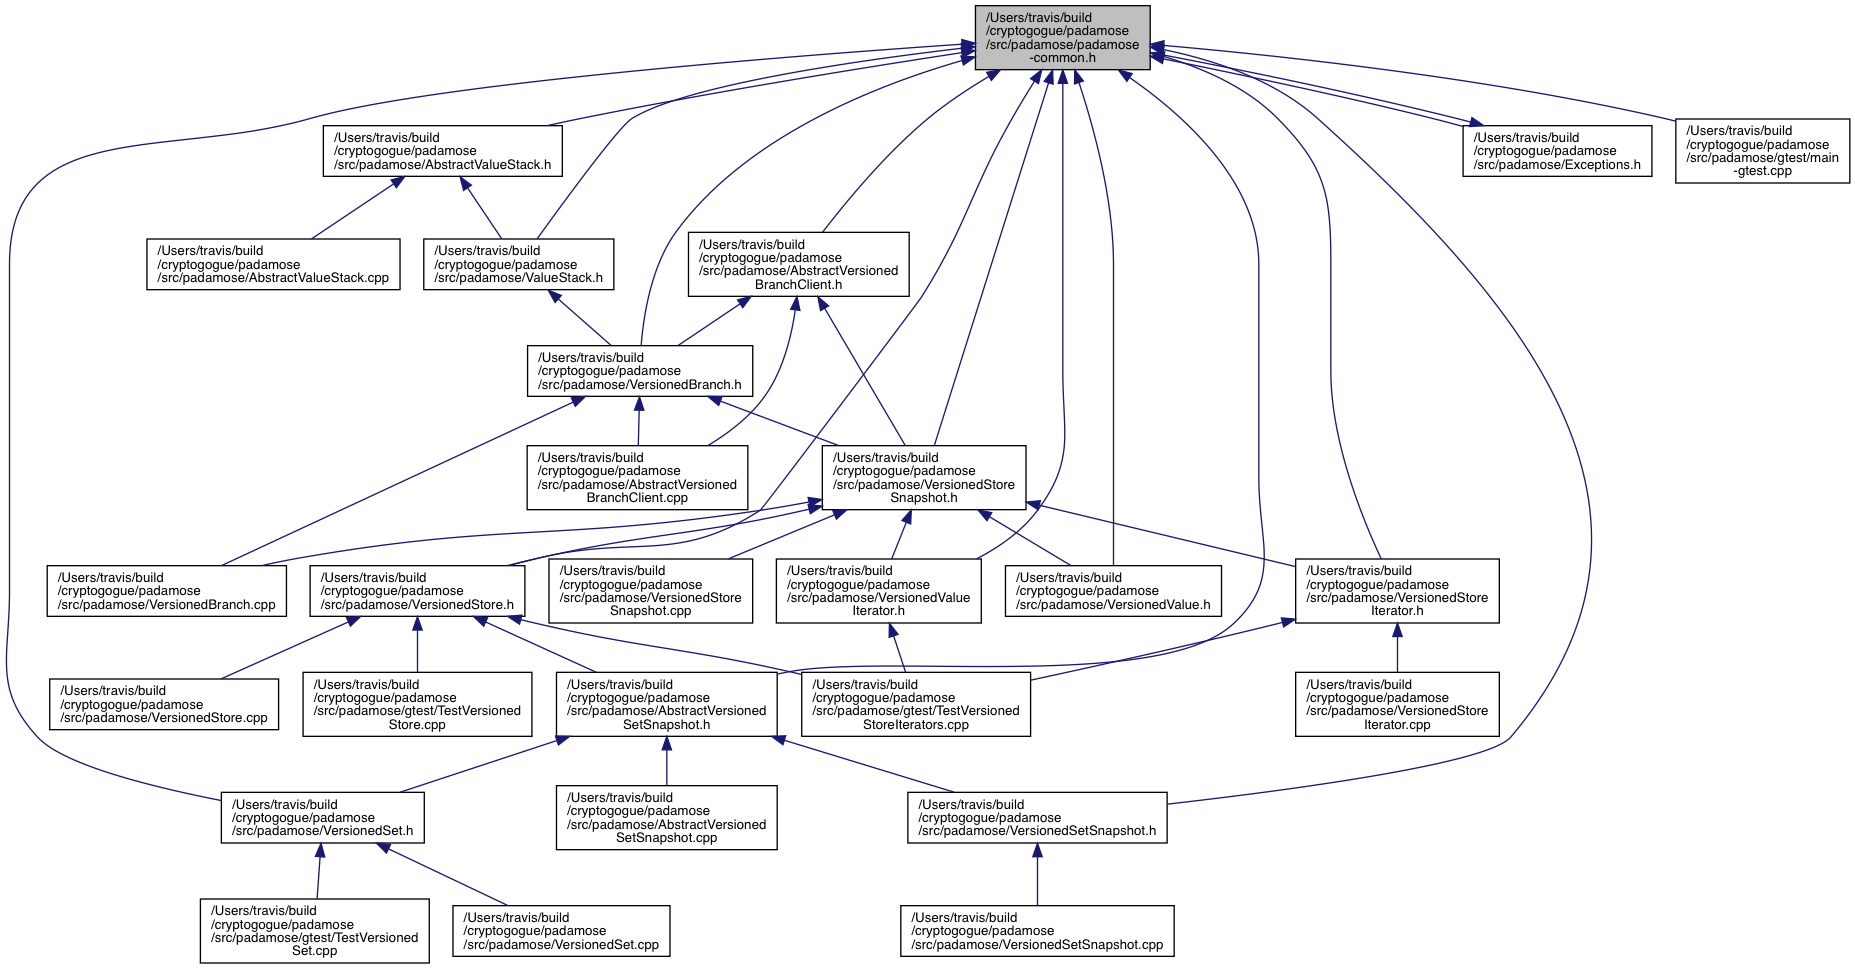 /Users/travis/build
/cryptogogue/padamose
/src/padamose/padamose
-common.h
/Users/travis/build
/cryptogogue/padamose
/src/padamose/AbstractValueStack.h
/Users/travis/build
/cryptogogue/padamose
/src/padamose/Exceptions.h
/Users/travis/build
/cryptogogue/padamose
/src/padamose/gtest/main
-gtest.cpp
/Users/travis/build
/cryptogogue/padamose
/src/padamose/AbstractValueStack.cpp
/Users/travis/build
/cryptogogue/padamose
/src/padamose/ValueStack.h
/Users/travis/build
/cryptogogue/padamose
/src/padamose/AbstractVersioned
BranchClient.h
/Users/travis/build
/cryptogogue/padamose
/src/padamose/VersionedBranch.h
/Users/travis/build
/cryptogogue/padamose
/src/padamose/AbstractVersioned
BranchClient.cpp
/Users/travis/build
/cryptogogue/padamose
/src/padamose/VersionedStore
Snapshot.h
/Users/travis/build
/cryptogogue/padamose
/src/padamose/VersionedBranch.cpp
/Users/travis/build
/cryptogogue/padamose
/src/padamose/VersionedStore.h
/Users/travis/build
/cryptogogue/padamose
/src/padamose/VersionedStore
Snapshot.cpp
/Users/travis/build
/cryptogogue/padamose
/src/padamose/VersionedValue
Iterator.h
/Users/travis/build
/cryptogogue/padamose
/src/padamose/VersionedValue.h
/Users/travis/build
/cryptogogue/padamose
/src/padamose/VersionedStore
Iterator.h
/Users/travis/build
/cryptogogue/padamose
/src/padamose/VersionedStore.cpp
/Users/travis/build
/cryptogogue/padamose
/src/padamose/gtest/TestVersioned
Store.cpp
/Users/travis/build
/cryptogogue/padamose
/src/padamose/AbstractVersioned
SetSnapshot.h
/Users/travis/build
/cryptogogue/padamose
/src/padamose/gtest/TestVersioned
StoreIterators.cpp
/Users/travis/build
/cryptogogue/padamose
/src/padamose/VersionedStore
Iterator.cpp
/Users/travis/build
/cryptogogue/padamose
/src/padamose/VersionedSet.h
/Users/travis/build
/cryptogogue/padamose
/src/padamose/AbstractVersioned
SetSnapshot.cpp
/Users/travis/build
/cryptogogue/padamose
/src/padamose/VersionedSetSnapshot.h
/Users/travis/build
/cryptogogue/padamose
/src/padamose/gtest/TestVersioned
Set.cpp
/Users/travis/build
/cryptogogue/padamose
/src/padamose/VersionedSet.cpp
/Users/travis/build
/cryptogogue/padamose
/src/padamose/VersionedSetSnapshot.cpp